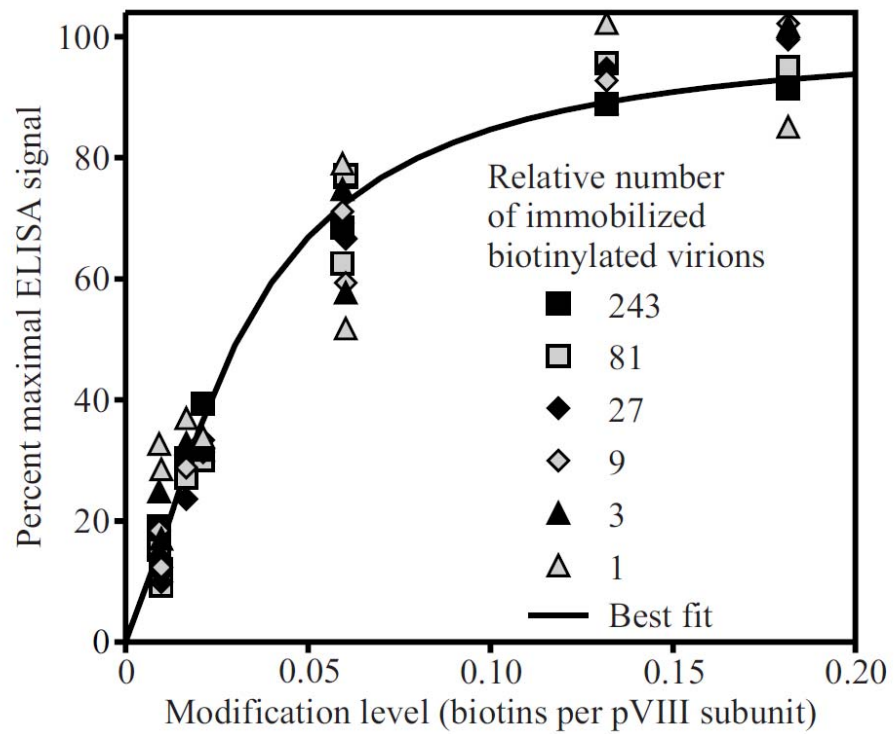 Percent maximal ELISA signal
100
80
60
40
20
0
Relative number
of immobilized
biotinylated virions
243
81
27
9
3
1
Best fit
0 0.05 0.10 0.15 0.20
Modification level (biotins per pVIII subunit)